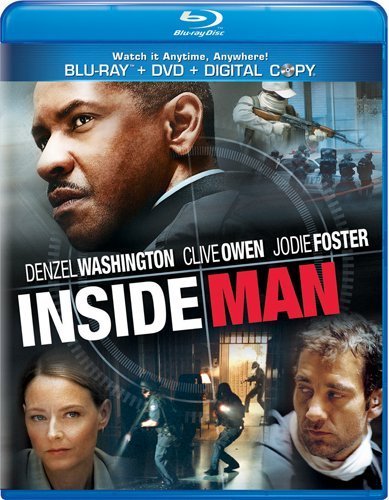 Blu-ray Disc
Watch it Anytime, Anywhere!
BLU-RAY™ + DVD + DIGITAL COPY
DENZEL WASHINGTON CLIVE OWEN JODIE FOSTER
INSIDE MAN